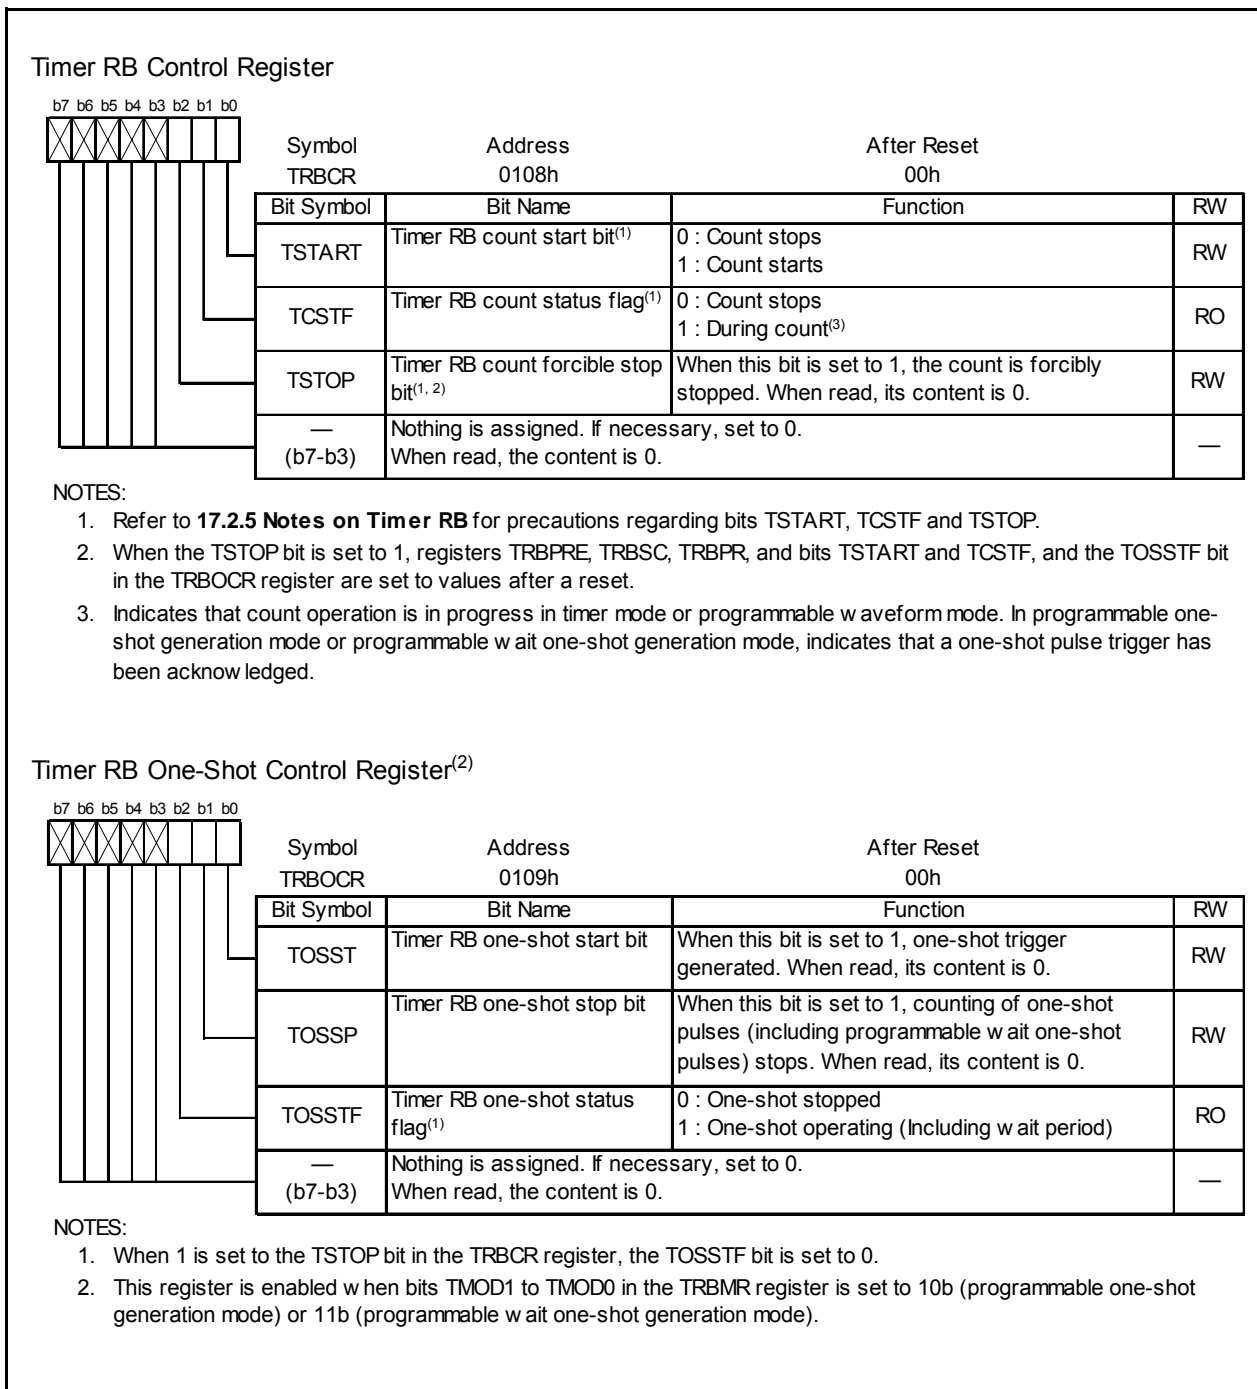 Timer RB Control Register
b7 b6 b5 b4 b3 b2 b1 b0
Symbol Address After Reset
TRBCR 0108h 00h
Bit Symbol Bit Name Function RW
TSTART Timer RB count start bit(1) 0 : Count stops
1 : Count starts RW
TCSTF Timer RB count status flag(1) 0 : Count stops
1 : During count(3) RO
TSTOP Timer RB count forcible stop When this bit is set to 1, the count is forcibly
bit(1, 2) stopped. When read, its content is 0. RW
— Nothing is assigned. If necessary, set to 0.
(b7-b3) When read, the content is 0. —
NOTES:
1. Refer to 17.2.5 Notes on Timer RB for precautions regarding bits TSTART, TCSTF and TSTOP.
2. When the TSTOP bit is set to 1, registers TRBPRE, TRBSC, TRBPR, and bits TSTART and TCSTF, and the TOSSTF bit
in the TRBOCR register are set to values after a reset.
3. Indicates that count operation is in progress in timer mode or programmable waveform mode. In programmable one-
shot generation mode or programmable wait one-shot generation mode, indicates that a one-shot pulse trigger has
been acknowledged.
Timer RB One-Shot Control Register(2)
b7 b6 b5 b4 b3 b2 b1 b0
Symbol Address After Reset
TRBOCR 0109h 00h
Bit Symbol Bit Name Function RW
TOSST Timer RB one-shot start bit When this bit is set to 1, one-shot trigger
generated. When read, its content is 0. RW
TOSSP Timer RB one-shot stop bit When this bit is set to 1, counting of one-shot
pulses (including programmable wait one-shot RW
pulses) stops. When read, its content is 0.
TOSSTF Timer RB one-shot status 0 : One-shot stopped
flag(1) 1 : One-shot operating (Including wait period) RO
— Nothing is assigned. If necessary, set to 0.
(b7-b3) When read, the content is 0. —
NOTES:
1. When 1 is set to the TSTOP bit in the TRBCR register, the TOSSTF bit is set to 0.
2. This register is enabled when bits TMOD1 to TMOD0 in the TRBMR register is set to 10b (programmable one-shot
generation mode) or 11b (programmable wait one-shot generation mode).